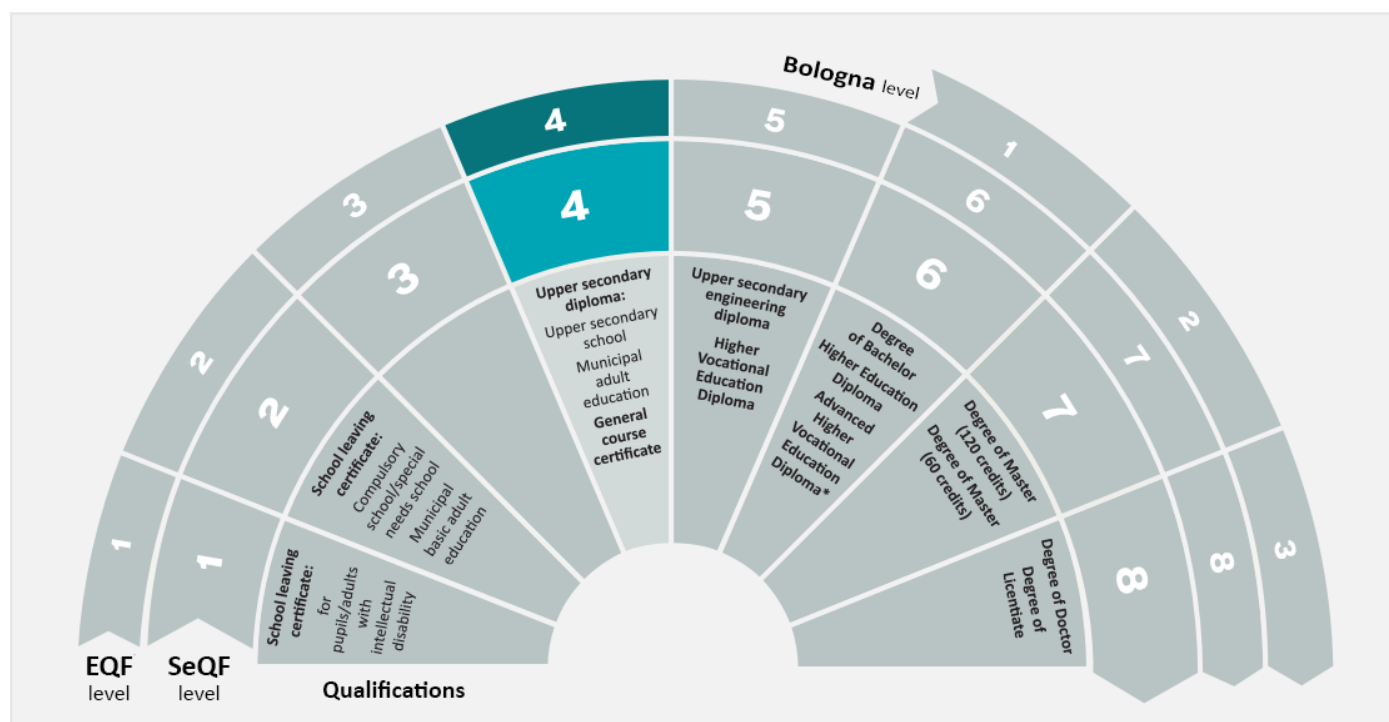 Bologna level
1
2
3
4
5
6
7
8
1
2
3
1
2
3
4
5
6
7
8
School leaving
certificate:
for
pupils/adults
with
intellectual
disability
School leaving
certificate:
Compulsory
school/special
needs school
Municipal
basic adult
education
Upper secondary
diploma:
Upper secondary
school
Municipal
adult
education
General
course
certificate
Upper secondary
engineering
diploma
Higher
Vocational
Education
Diploma
Degree
of Bachelor
Higher Education
Diploma
Advanced
Higher
Vocational
Education
Diploma*
Degree of Master
(120 credits)
Degree of Master
(60 credits)
Degree of Doctor
Degree of
Licentiate
EQF
level
SeQF
level
Qualifications